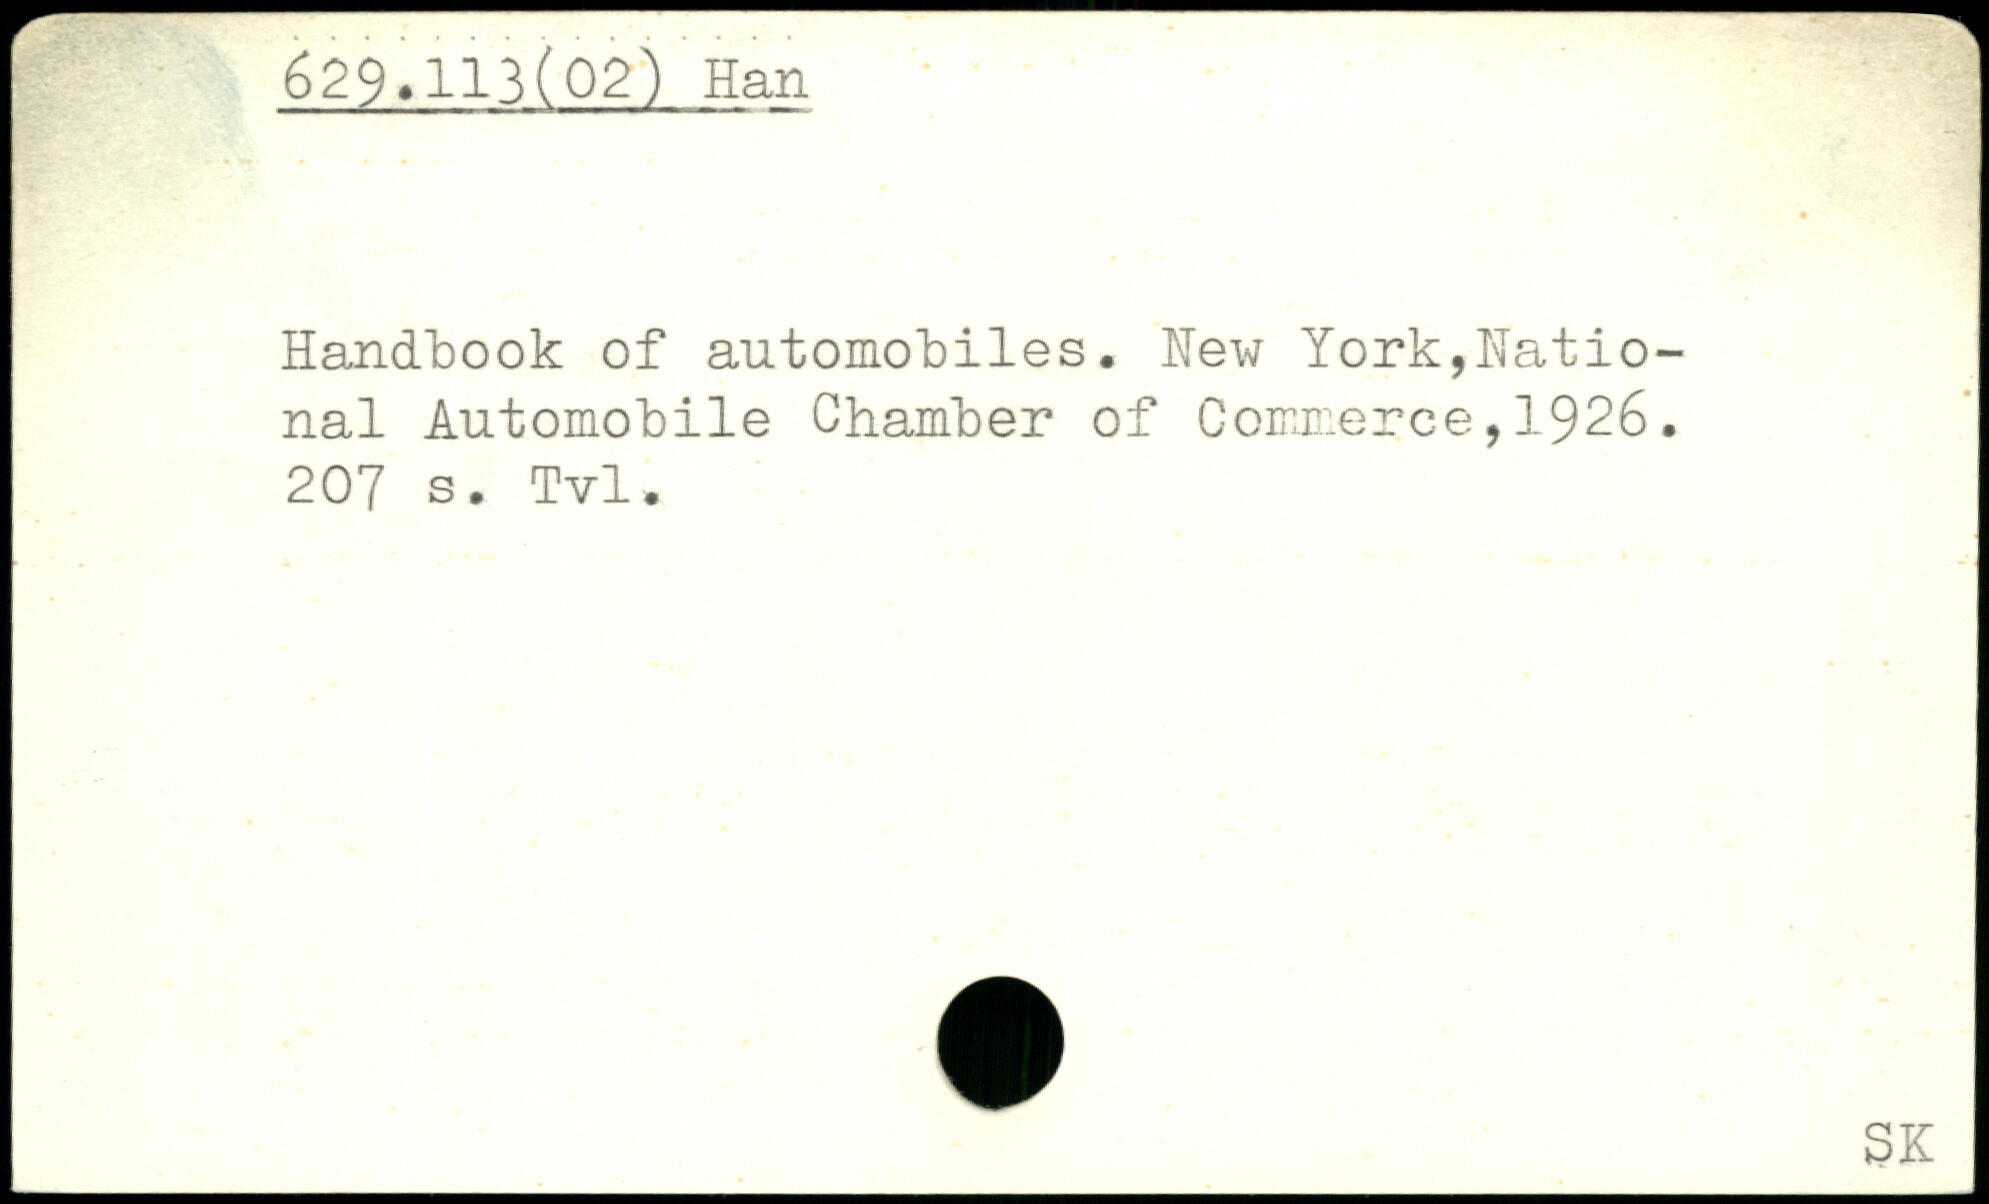 629.113(02) Han
Handbook of automobiles. New York,Natio-
nal Automobile Chamber of Commerce,1926.
207 s. Tvl.
SK